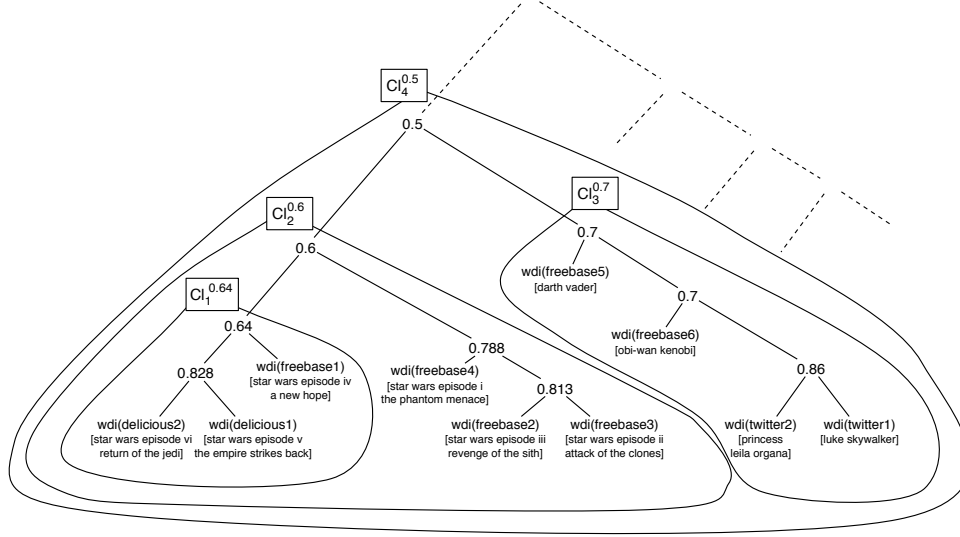 Cl4^0.5
0.5
Cl3^0.7
Cl2^0.6
0.7
0.6
wdi(freebase5)
[darth vader]
Cl1^0.64
0.7
0.64
wdi(freebase6)
[obi-wan kenobi]
0.788
wdi(freebase1)
[star wars episode iv
a new hope]
wdi(freebase4)
[star wars episode i
the phantom menace]
0.828
0.86
0.813
wdi(delicious2)
[star wars episode vi
return of the jedi]
wdi(delicious1)
[star wars episode v
the empire strikes back]
wdi(freebase2)
[star wars episode iii
revenge of the sith]
wdi(freebase3)
[star wars episode ii
attack of the clones]
wdi(twitter2)
[princess
leila organa]
wdi(twitter1)
[luke skywalker]